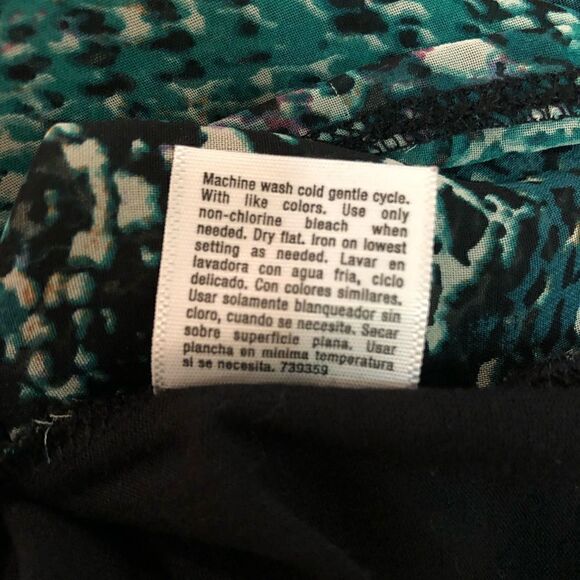 Machine wash cold gentle cycle.
With like colors. Use only
non-chlorine bleach when
needed. Dry flat. Iron on lowest
setting as needed. Lavar en
lavadora con agua fria, ciclo
delicado. Con colores similares.
Usar solamente blanqueador sin
cloro, cuando se necesita. Secar
sobre superficie plana. Usar
plancha en minima temperatura
si se necesita. 739359